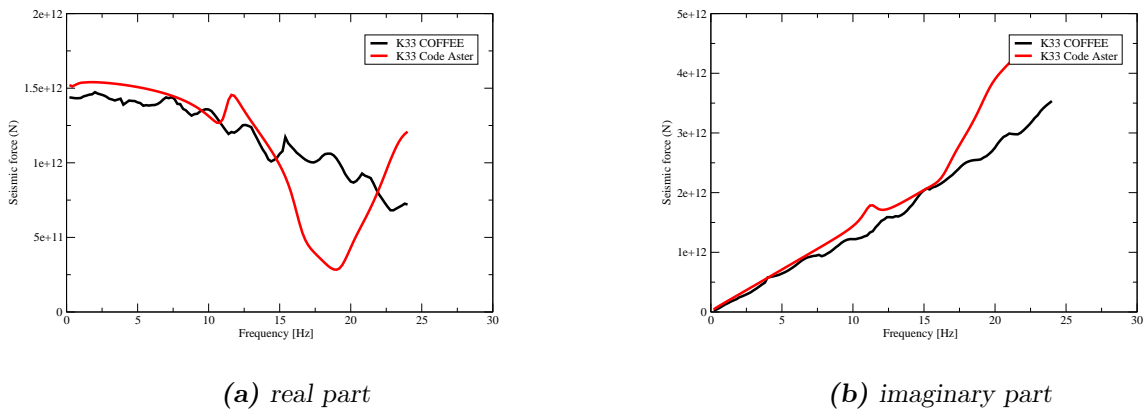 2e+12
1.5e+12
1e+12
5e+11
0
Seismic force (N)
K33 COFFEE
K33 Code Aster
0 5 10 15 20 25 30
Frequency [Hz]
(a) real part
5e+12
4e+12
3e+12
2e+12
1e+12
0
Seismic force (N)
K33 COFFEE
K33 Code Aster
0 5 10 15 20 25 30
Frequency [Hz]
(b) imaginary part